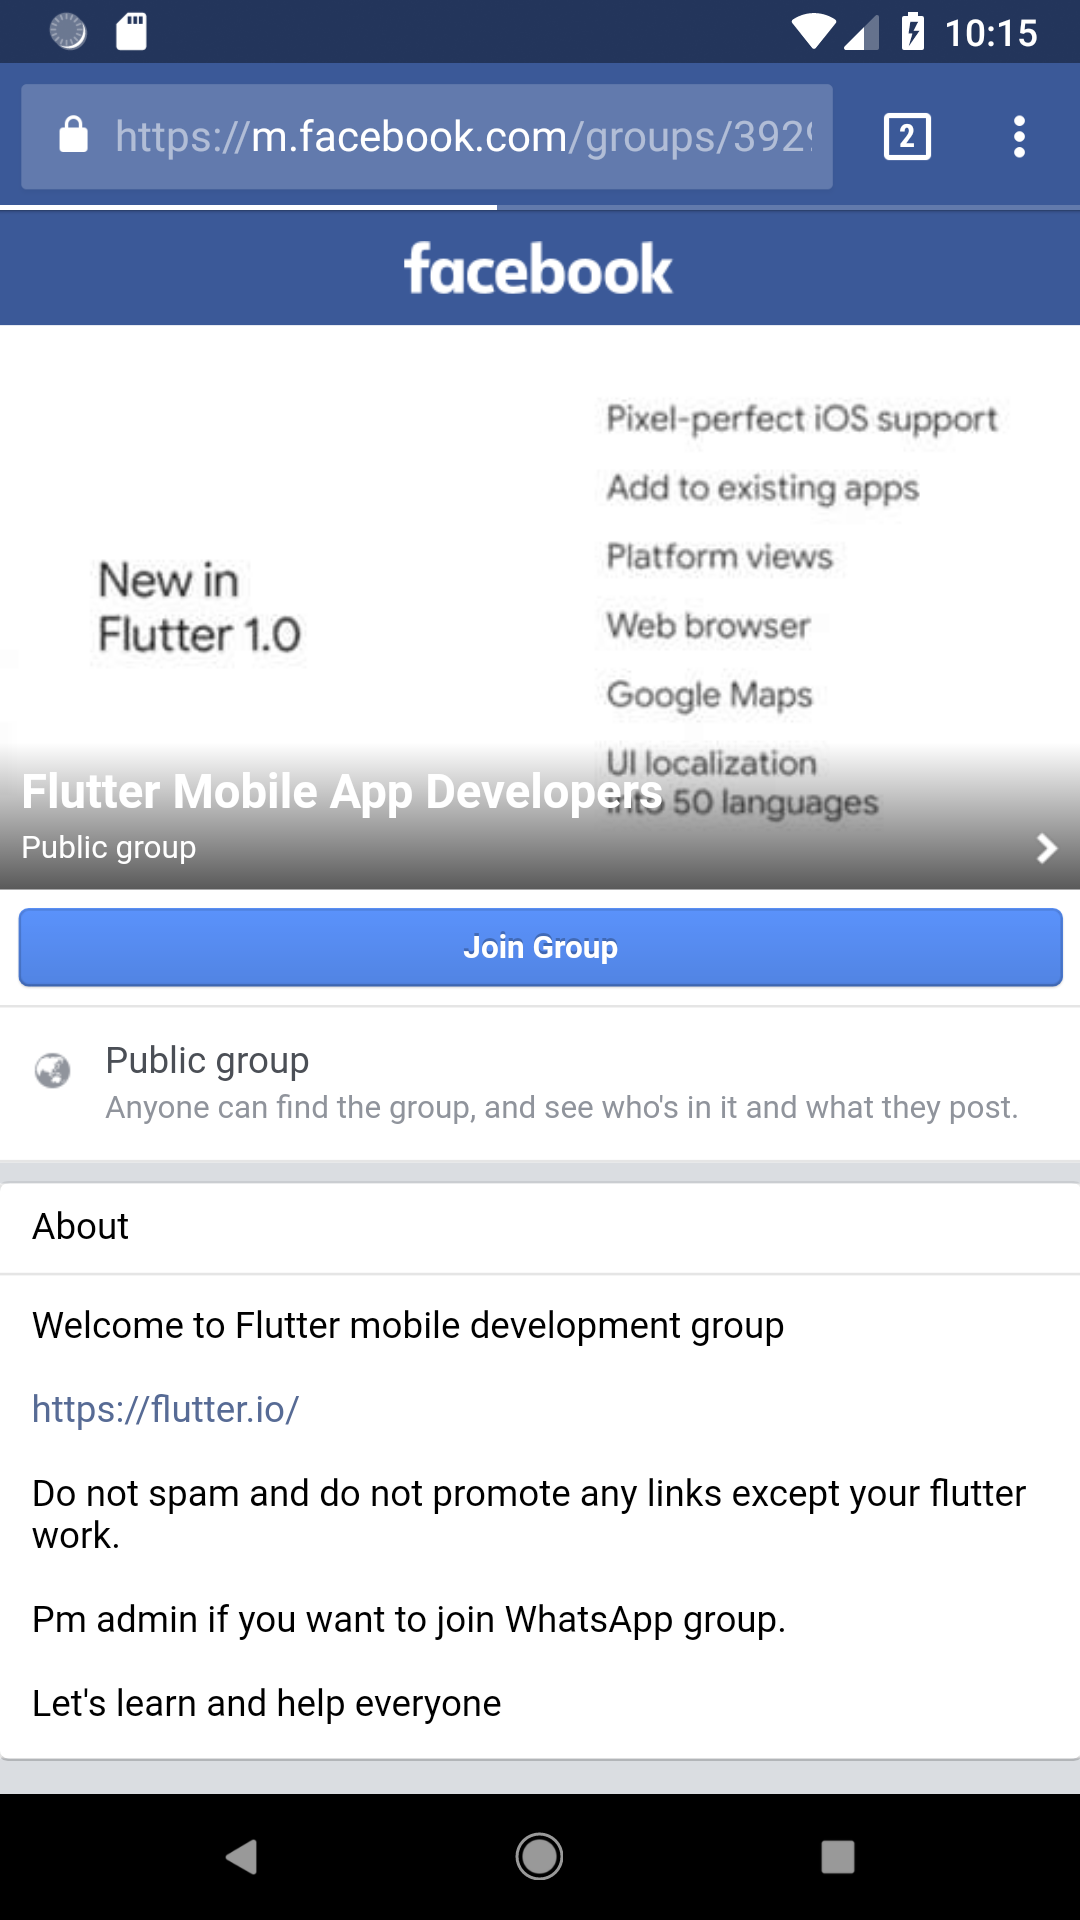 10:15
https://m.facebook.com/groups/392
2
facebook
New in
Flutter 1.0
Pixel-perfect iOS support
Add to existing apps
Platform views
Web browser
Google Maps
UI localization
into 50 languages
Flutter Mobile App Developers
Public group
Join Group
Public group
Anyone can find the group, and see who's in it and what they post.
About
Welcome to Flutter mobile development group
https://flutter.io/
Do not spam and do not promote any links except your flutter
work.
Pm admin if you want to join WhatsApp group.
Let's learn and help everyone